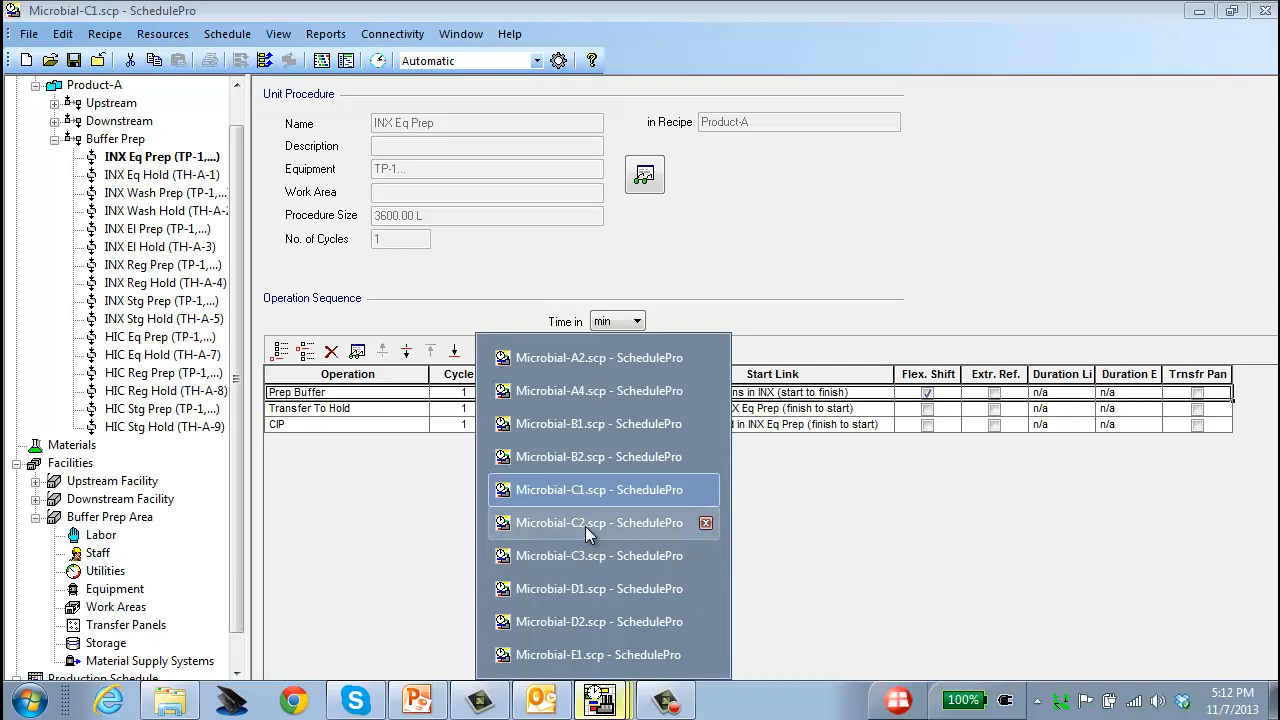 Microbial-C1.scp - SchedulePro
File Edit Recipe Resources Schedule View Reports Connectivity Window Help
Automatic
Product-A
Upstream
Downstream
Buffer Prep
INX Eq Prep (TP-1,...)
INX Eq Hold (TH-A-1)
INX Wash Prep (TP-1,...
INX Wash Hold (TH-A-2
INX El Prep (TP-1,...)
INX El Hold (TH-A-3)
INX Reg Prep (TP-1,...)
INX Reg Hold (TH-A-4)
INX Stg Prep (TP-1,...)
INX Stg Hold (TH-A-5)
HIC Eq Prep (TP-1,...)
HIC Eq Hold (TH-A-7)
HIC Reg Prep (TP-1,...)
HIC Reg Hold (TH-A-8)
HIC Stg Prep (TP-1,...)
HIC Stg Hold (TH-A-9)
Materials
Facilities
Upstream Facility
Downstream Facility
Buffer Prep Area
Labor
Staff
Utilities
Equipment
Work Areas
Transfer Panels
Storage
Material Supply Systems
Production Schedule
Unit Procedure
Name INX Eq Prep in Recipe Product-A
Description
Equipment TP-1...
Work Area
Procedure Size 3600.00 L
No. of Cycles 1
Operation Sequence
Time in min
Operation Cycle Start Link Flex. Shift Extr. Ref. Duration Li Duration E Trnsfr Pan
Prep Buffer 1 ns in INX (start to finish) n/a n/a
Transfer To Hold 1 X Eq Prep (finish to start) n/a n/a
CIP 1 d in INX Eq Prep (finish to start) n/a n/a
Microbial-A2.scp - SchedulePro
Microbial-A4.scp - SchedulePro
Microbial-B1.scp - SchedulePro
Microbial-B2.scp - SchedulePro
Microbial-C1.scp - SchedulePro
Microbial-C2.scp - SchedulePro
Microbial-C3.scp - SchedulePro
Microbial-D1.scp - SchedulePro
Microbial-D2.scp - SchedulePro
Microbial-E1.scp - SchedulePro
100%
5:12 PM
11/7/2013